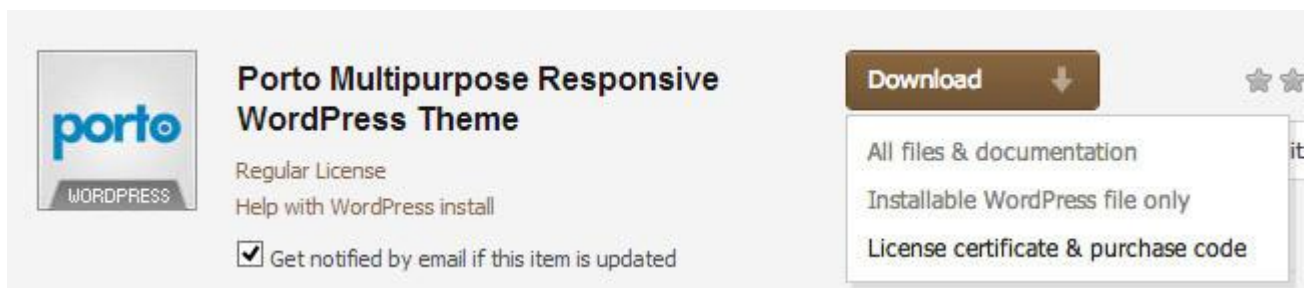 porto
WORDPRESS
Porto Multipurpose Responsive
WordPress Theme
Regular License
Help with WordPress install
Get notified by email if this item is updated
Download
All files & documentation
Installable WordPress file only
License certificate & purchase code
it